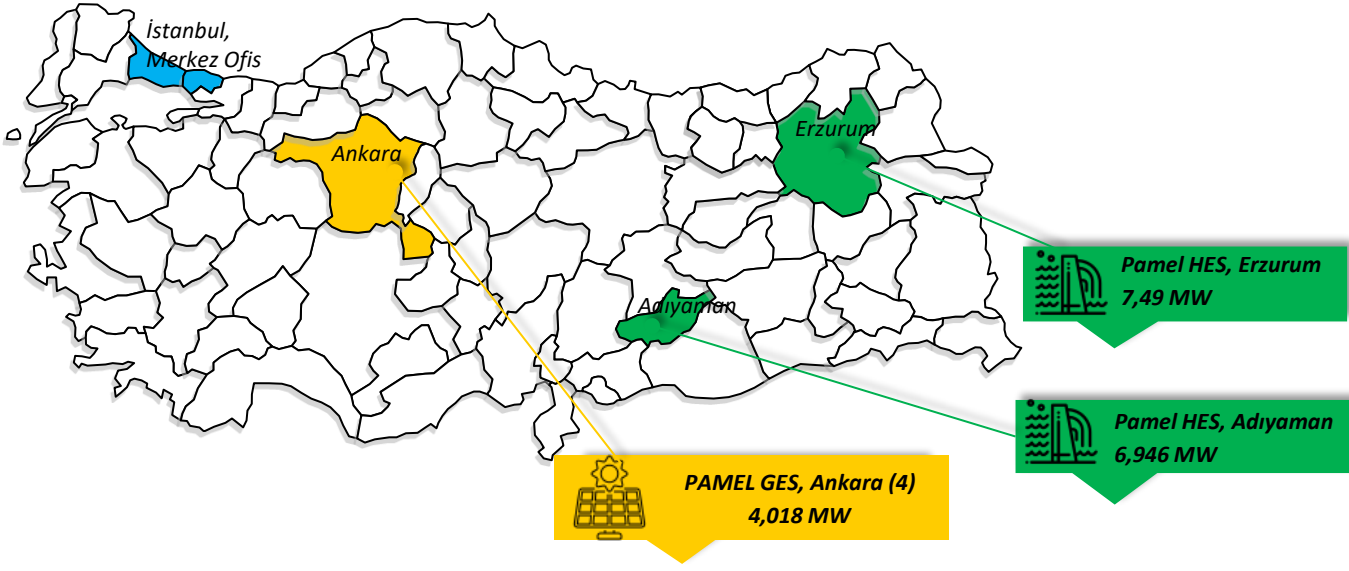 İstanbul,
Merkez Ofis
Ankara
Erzurum
Adıyaman
Pamel HES, Erzurum
7,49 MW
Pamel HES, Adıyaman
6,946 MW
PAMEL GES, Ankara (4)
4,018 MW